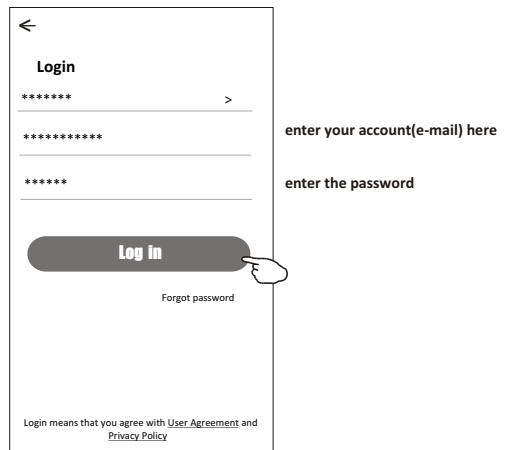 Login
******* >
***********
enter your account(e-mail) here
******
enter the password
Log in
Forgot password
Login means that you agree with User Agreement and
Privacy Policy